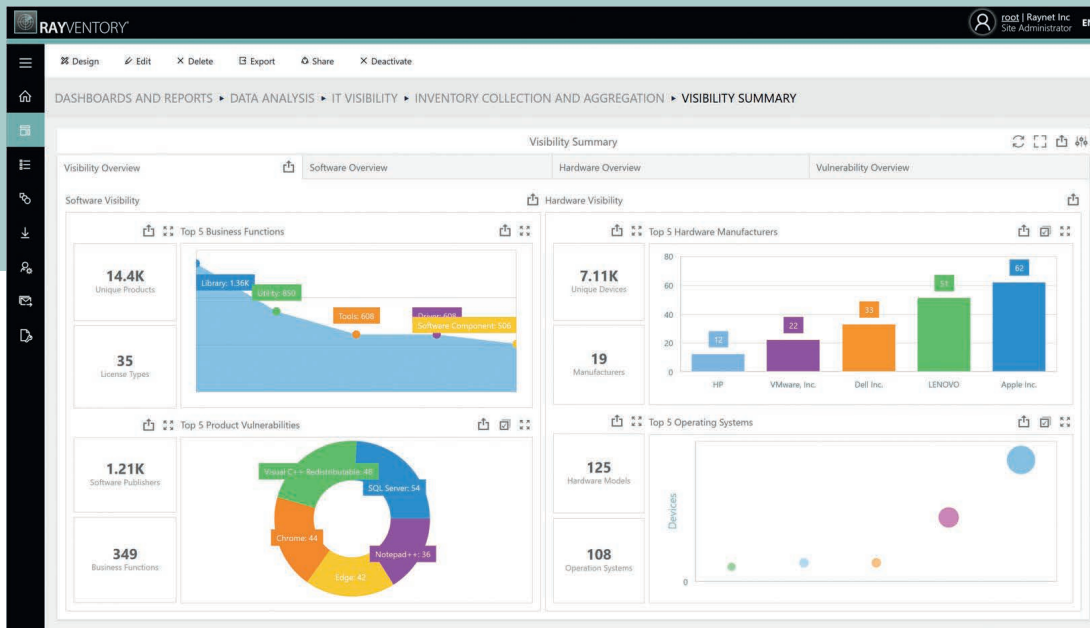 RAYVENTORY
root | Raynet Inc
Site Administrator
EN
Design Edit Delete Export Share Deactivate
DASHBOARDS AND REPORTS ▸ DATA ANALYSIS ▸ IT VISIBILITY ▸ INVENTORY COLLECTION AND AGGREGATION ▸ VISIBILITY SUMMARY
Visibility Summary
Visibility Overview Software Overview Hardware Overview Vulnerability Overview
Software Visibility
14.4K
Unique Products
35
License Types
Top 5 Business Functions
Library: 1.36K
Utility: 850
Tools: 608
Driver: 608
Software Component: 506
1.21K
Software Publishers
349
Business Functions
Top 5 Product Vulnerabilities
Visual C++ Redistributable: 48
SQL Server: 54
Chrome: 44
Notepad++: 36
Edge: 42
Hardware Visibility
7.11K
Unique Devices
19
Manufacturers
Top 5 Hardware Manufacturers
80
60
40
20
0
12
22
33
51
62
HP VMware, Inc. Dell Inc. LENOVO Apple Inc.
125
Hardware Models
108
Operation Systems
Top 5 Operating Systems
Devices
0